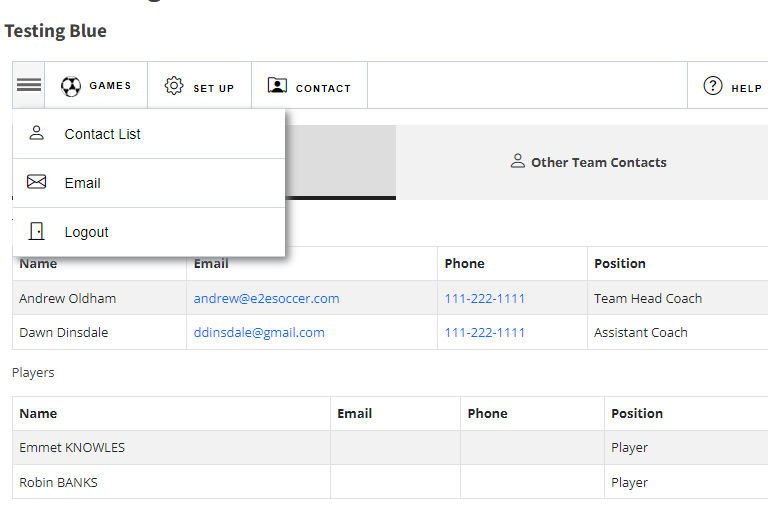 Testing Blue
GAMES
SET UP
CONTACT
HELP
Contact List
Email
Logout
Other Team Contacts
Name Email Phone Position
Andrew Oldham andrew@e2esoccer.com 111-222-1111 Team Head Coach
Dawn Dinsdale ddinsdale@gmail.com 111-222-1111 Assistant Coach
Players
Name Email Phone Position
Emmet KNOWLES Player
Robin BANKS Player